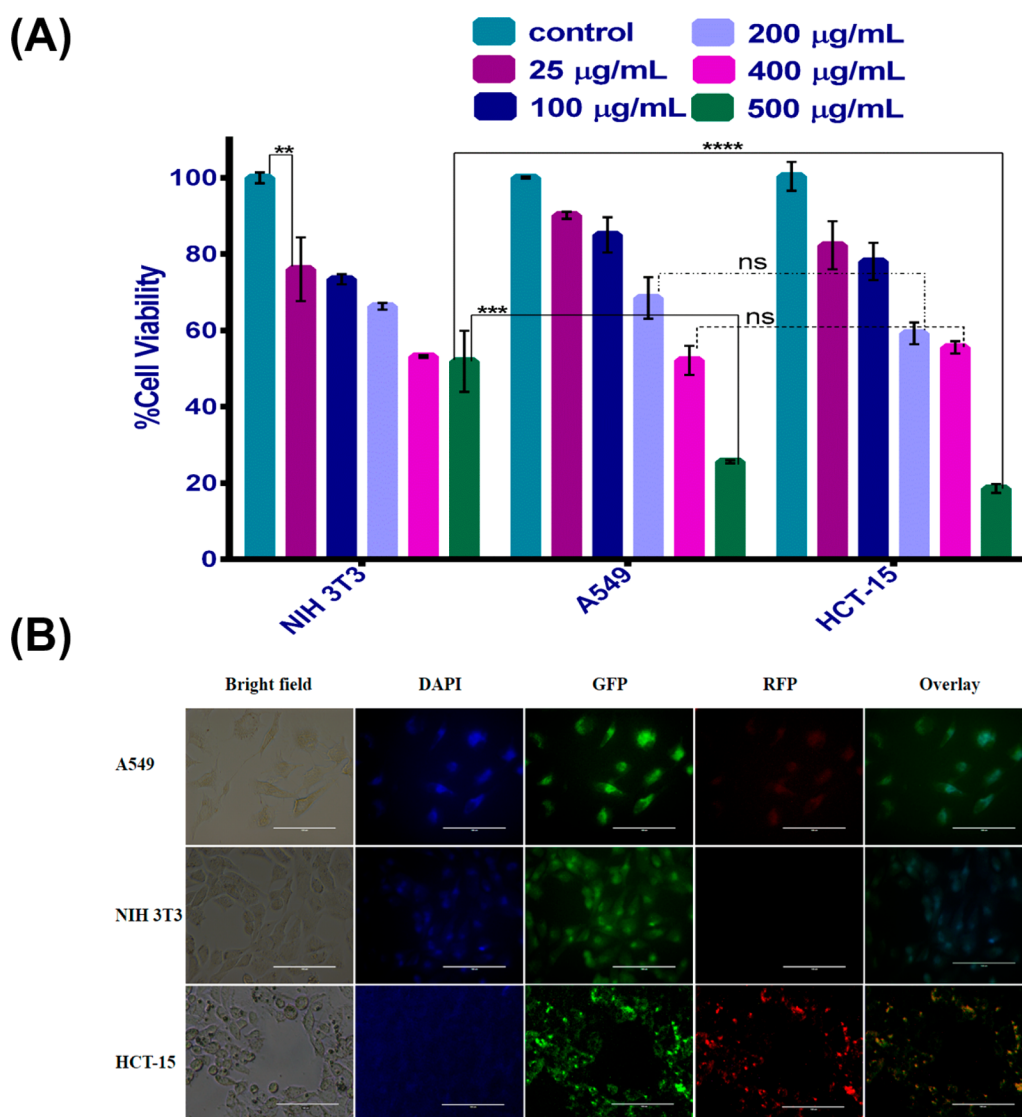 (A)
control
200 μg/mL
25 μg/mL
400 μg/mL
100 μg/mL
500 μg/mL
%Cell Viability
100
80
60
40
20
0
**
****
***
ns
ns
NIH 3T3
A549
HCT-15
(B)
Bright field DAPI GFP RFP Overlay
A549
NIH 3T3
HCT-15